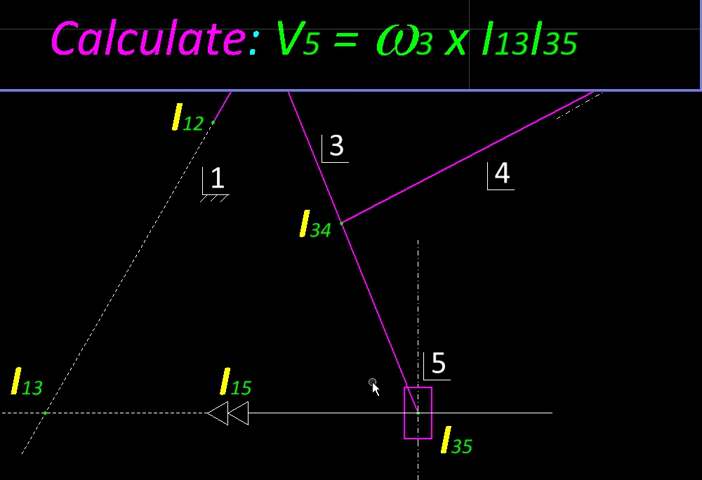 Calculate: V5 = ω3 x I13I35
I12
3
1
4
I34
5
I13
I15
I35